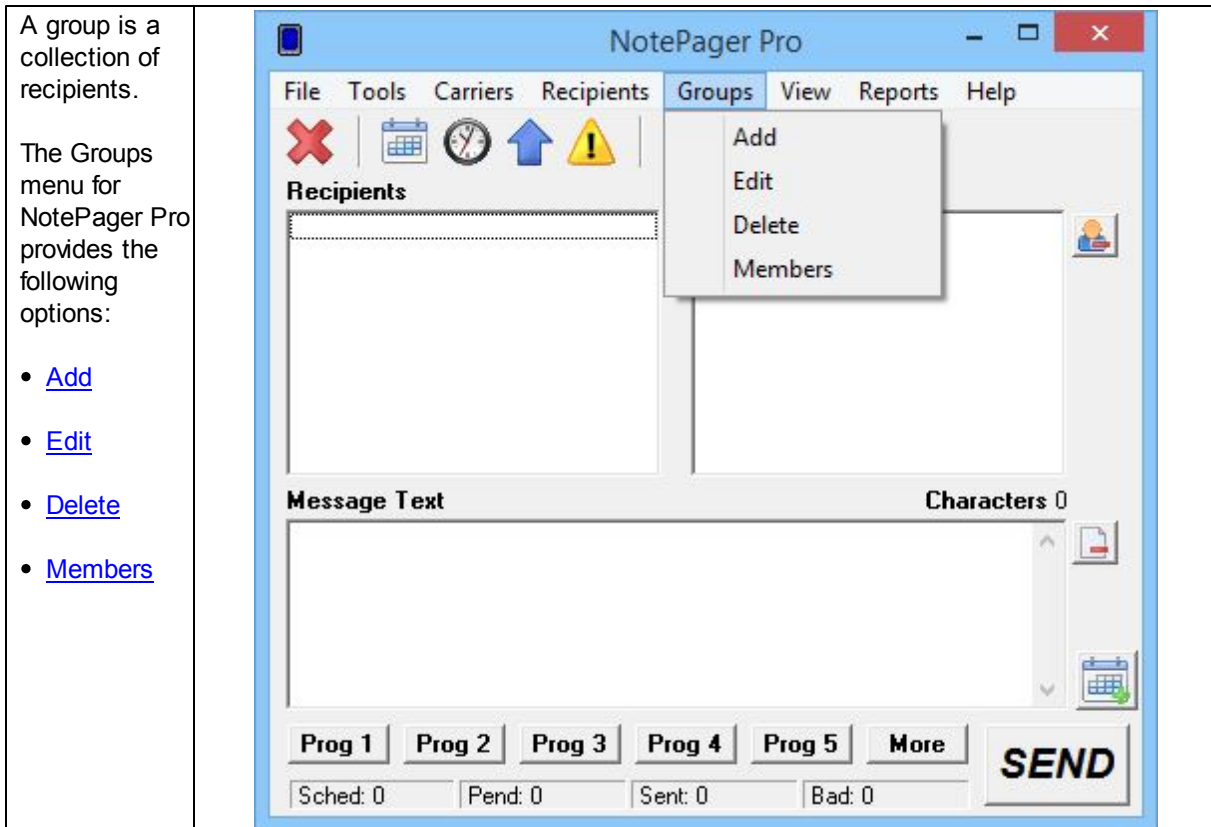 A group is a
collection of
recipients.
The Groups
menu for
NotePager Pro
provides the
following
options:
• Add
• Edit
• Delete
• Members
NotePager Pro
File Tools Carriers Recipients Groups View Reports Help
Add
Edit
Delete
Members
Recipients
Message Text Characters 0
Prog 1 Prog 2 Prog 3 Prog 4 Prog 5 More
SEND
Sched: 0 Pend: 0 Sent: 0 Bad: 0